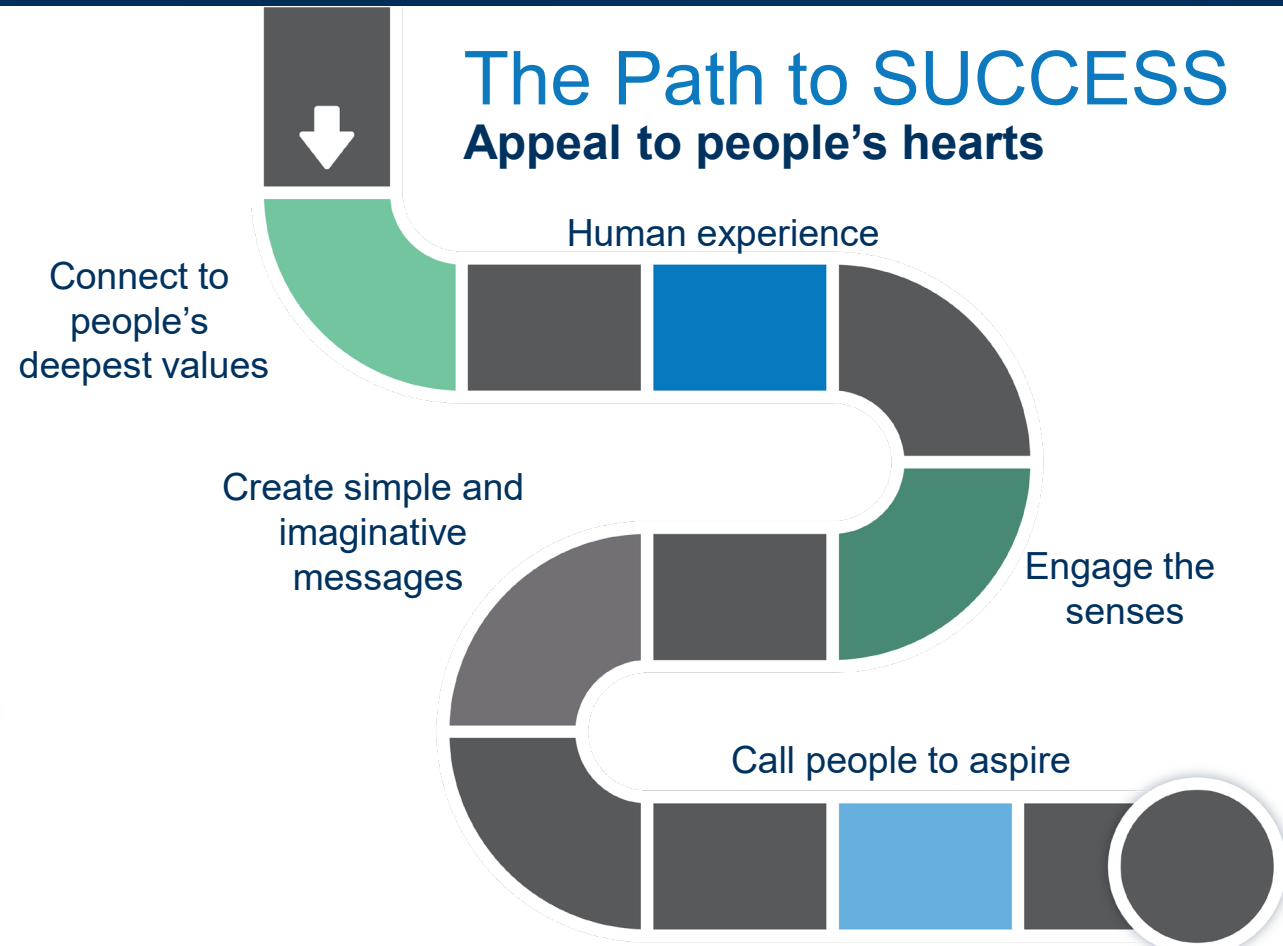 The Path to SUCCESS
Appeal to people’s hearts
Connect to
people’s
deepest values
Human experience
Engage the
senses
Create simple and
imaginative
messages
Call people to aspire